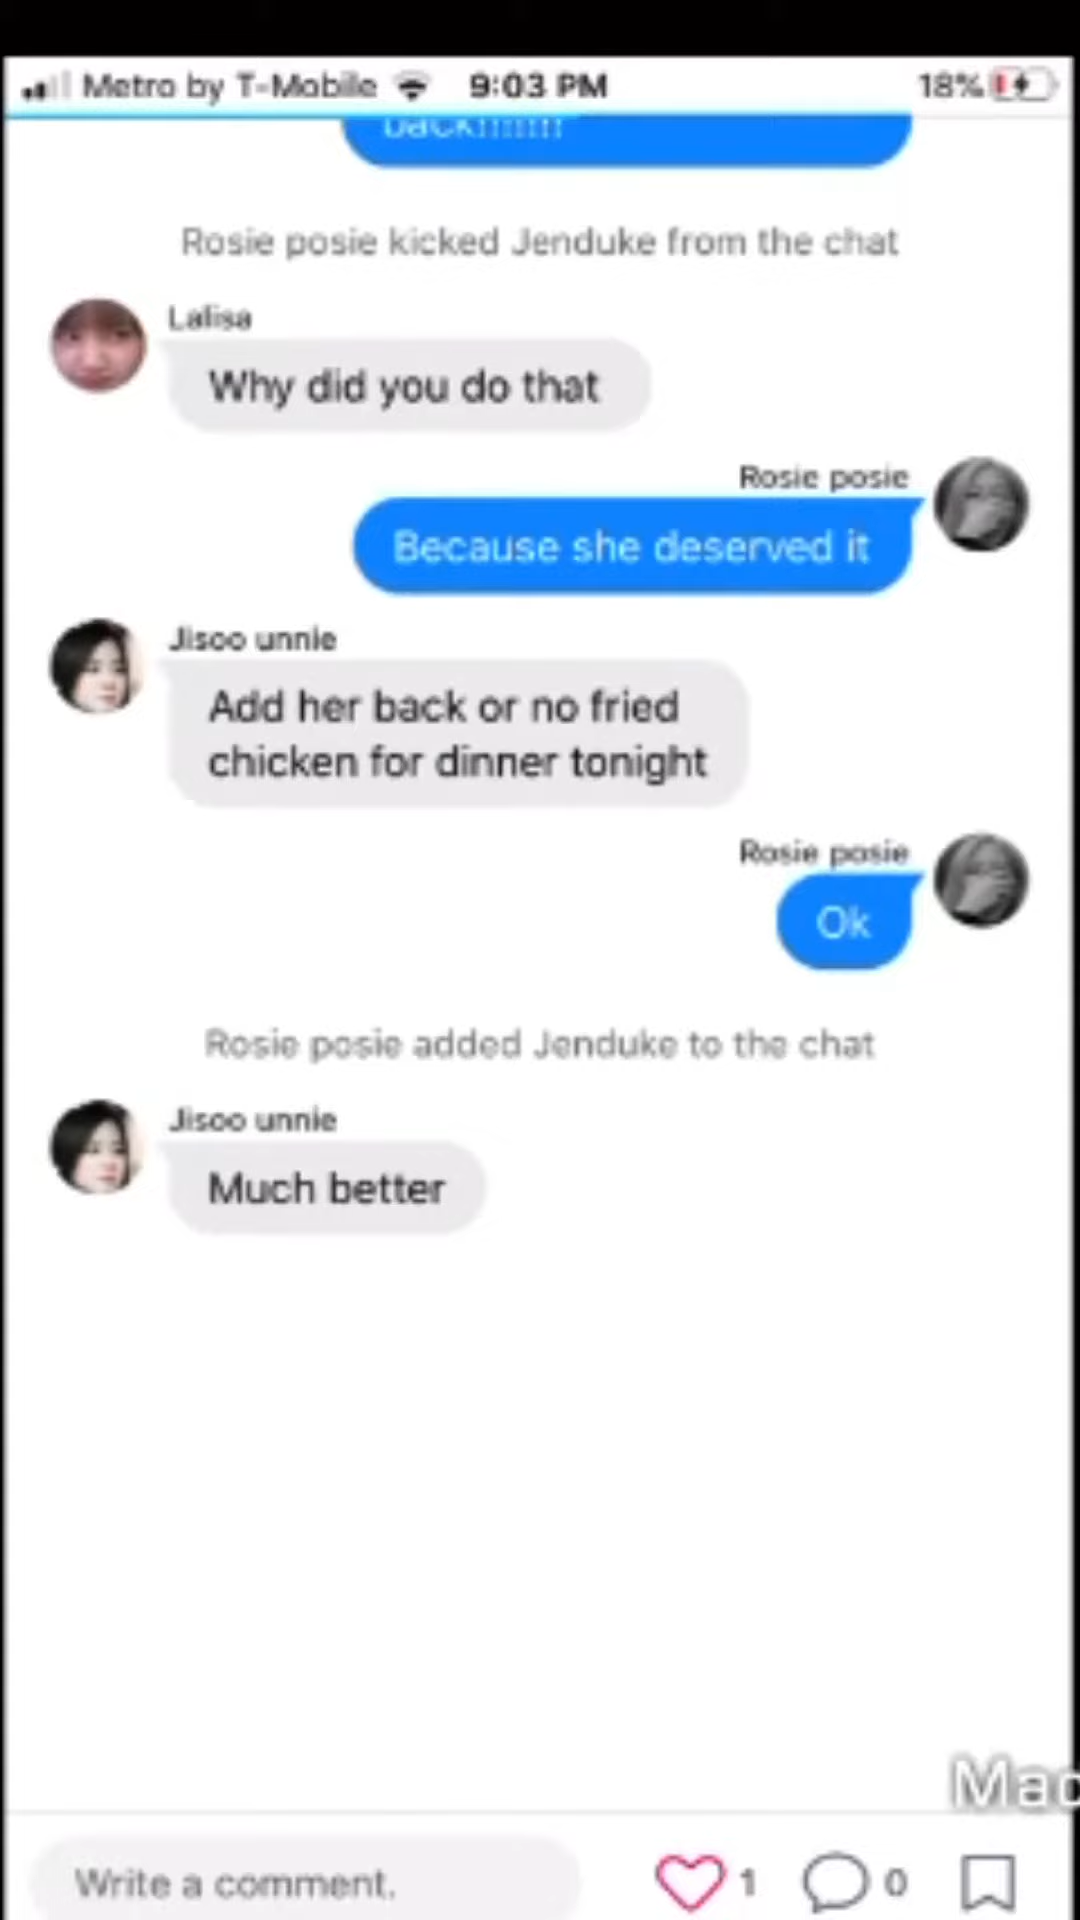 Metro by T-Mobile 9:03 PM 18%
Rosie posie kicked Jenduke from the chat
Lalisa
Why did you do that
Rosie posie
Because she deserved it
Jisoo unnie
Add her back or no fried
chicken for dinner tonight
Rosie posie
Ok
Rosie posie added Jenduke to the chat
Jisoo unnie
Much better
Write a comment.
1
0